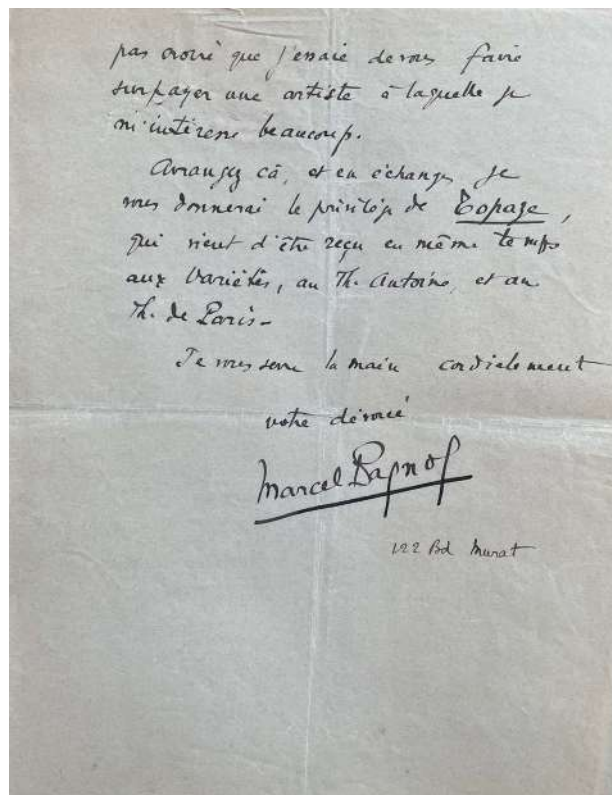 pas croire que j'essaie de vous faire
surpayer une artiste à laquelle je
m'intéresse beaucoup.
Arrangez ça, et en échange je
vous donnerai le privilège de Topaze,
qui vient d'être reçu en même temps
aux Variétés, au Th. Antoine, et au
Th. de Paris-
Je vous serre la main cordialement
votre dévoué
Marcel Pagnol
122 Bd Murat